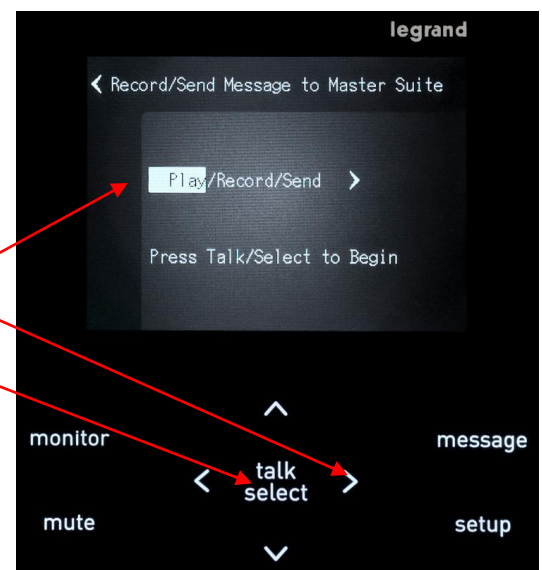 legrand
Record/Send Message to Master Suite
Play/Record/Send
Press Talk/Select to Begin
monitor
message
talk
select
mute
setup